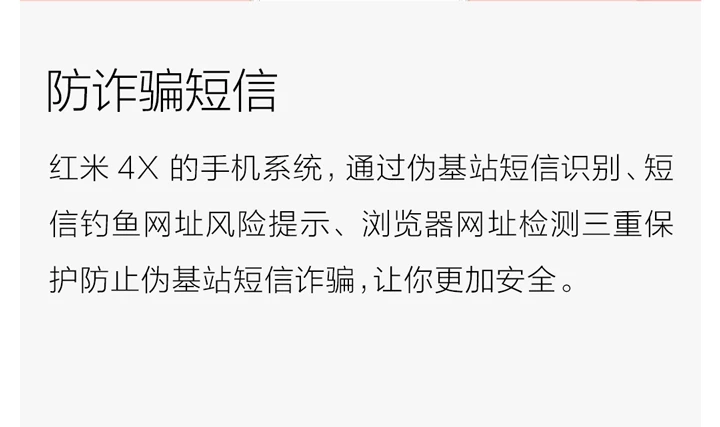 防诈骗短信
红米 4X 的手机系统，通过伪基站短信识别、短
信钓鱼网址风险提示、浏览器网址检测三重保
护防止伪基站短信诈骗，让你更加安全。